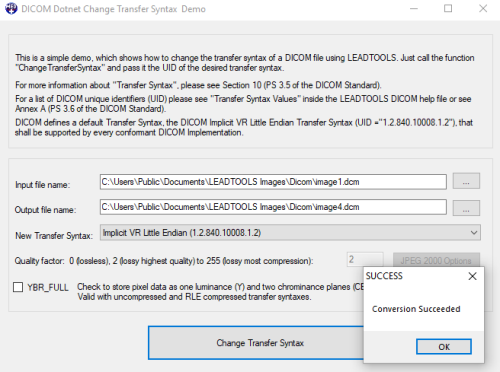 DICOM Dotnet Change Transfer Syntax Demo
This is a simple demo, which shows how to change the transfer syntax of a DICOM file using LEADTOOLS. Just call the function
"ChangeTransferSyntax" and pass it the UID of the desired transfer syntax.
For more information about "Transfer Syntax", please see Section 10 (PS 3.5 of the DICOM Standard).
For a list of DICOM unique identifiers (UID) please see "Transfer Syntax Values" inside the LEADTOOLS DICOM help file or see
Annex A (PS 3.6 of the DICOM Standard).
DICOM defines a default Transfer Syntax, the DICOM Implicit VR Little Endian Transfer Syntax (UID ="1.2.840.10008.1.2"), that
shall be supported by every conformant DICOM Implementation.
Input file name: C:\Users\Public\Documents\LEADTOOLS Images\Dicom\image1.dcm ...
Output file name: C:\Users\Public\Documents\LEADTOOLS Images\Dicom\image4.dcm ...
New Transfer Syntax: Implicit VR Little Endian (1.2.840.10008.1.2)
Quality factor: 0 (lossless), 2 (lossy highest quality) to 255 (lossy most compression): 2 JPEG 2000 Options
YBR_FULL Check to store pixel data as one luminance (Y) and two chrominance planes (CB
Valid with uncompressed and RLE compressed transfer syntaxes.
Change Transfer Syntax
SUCCESS
Conversion Succeeded
OK